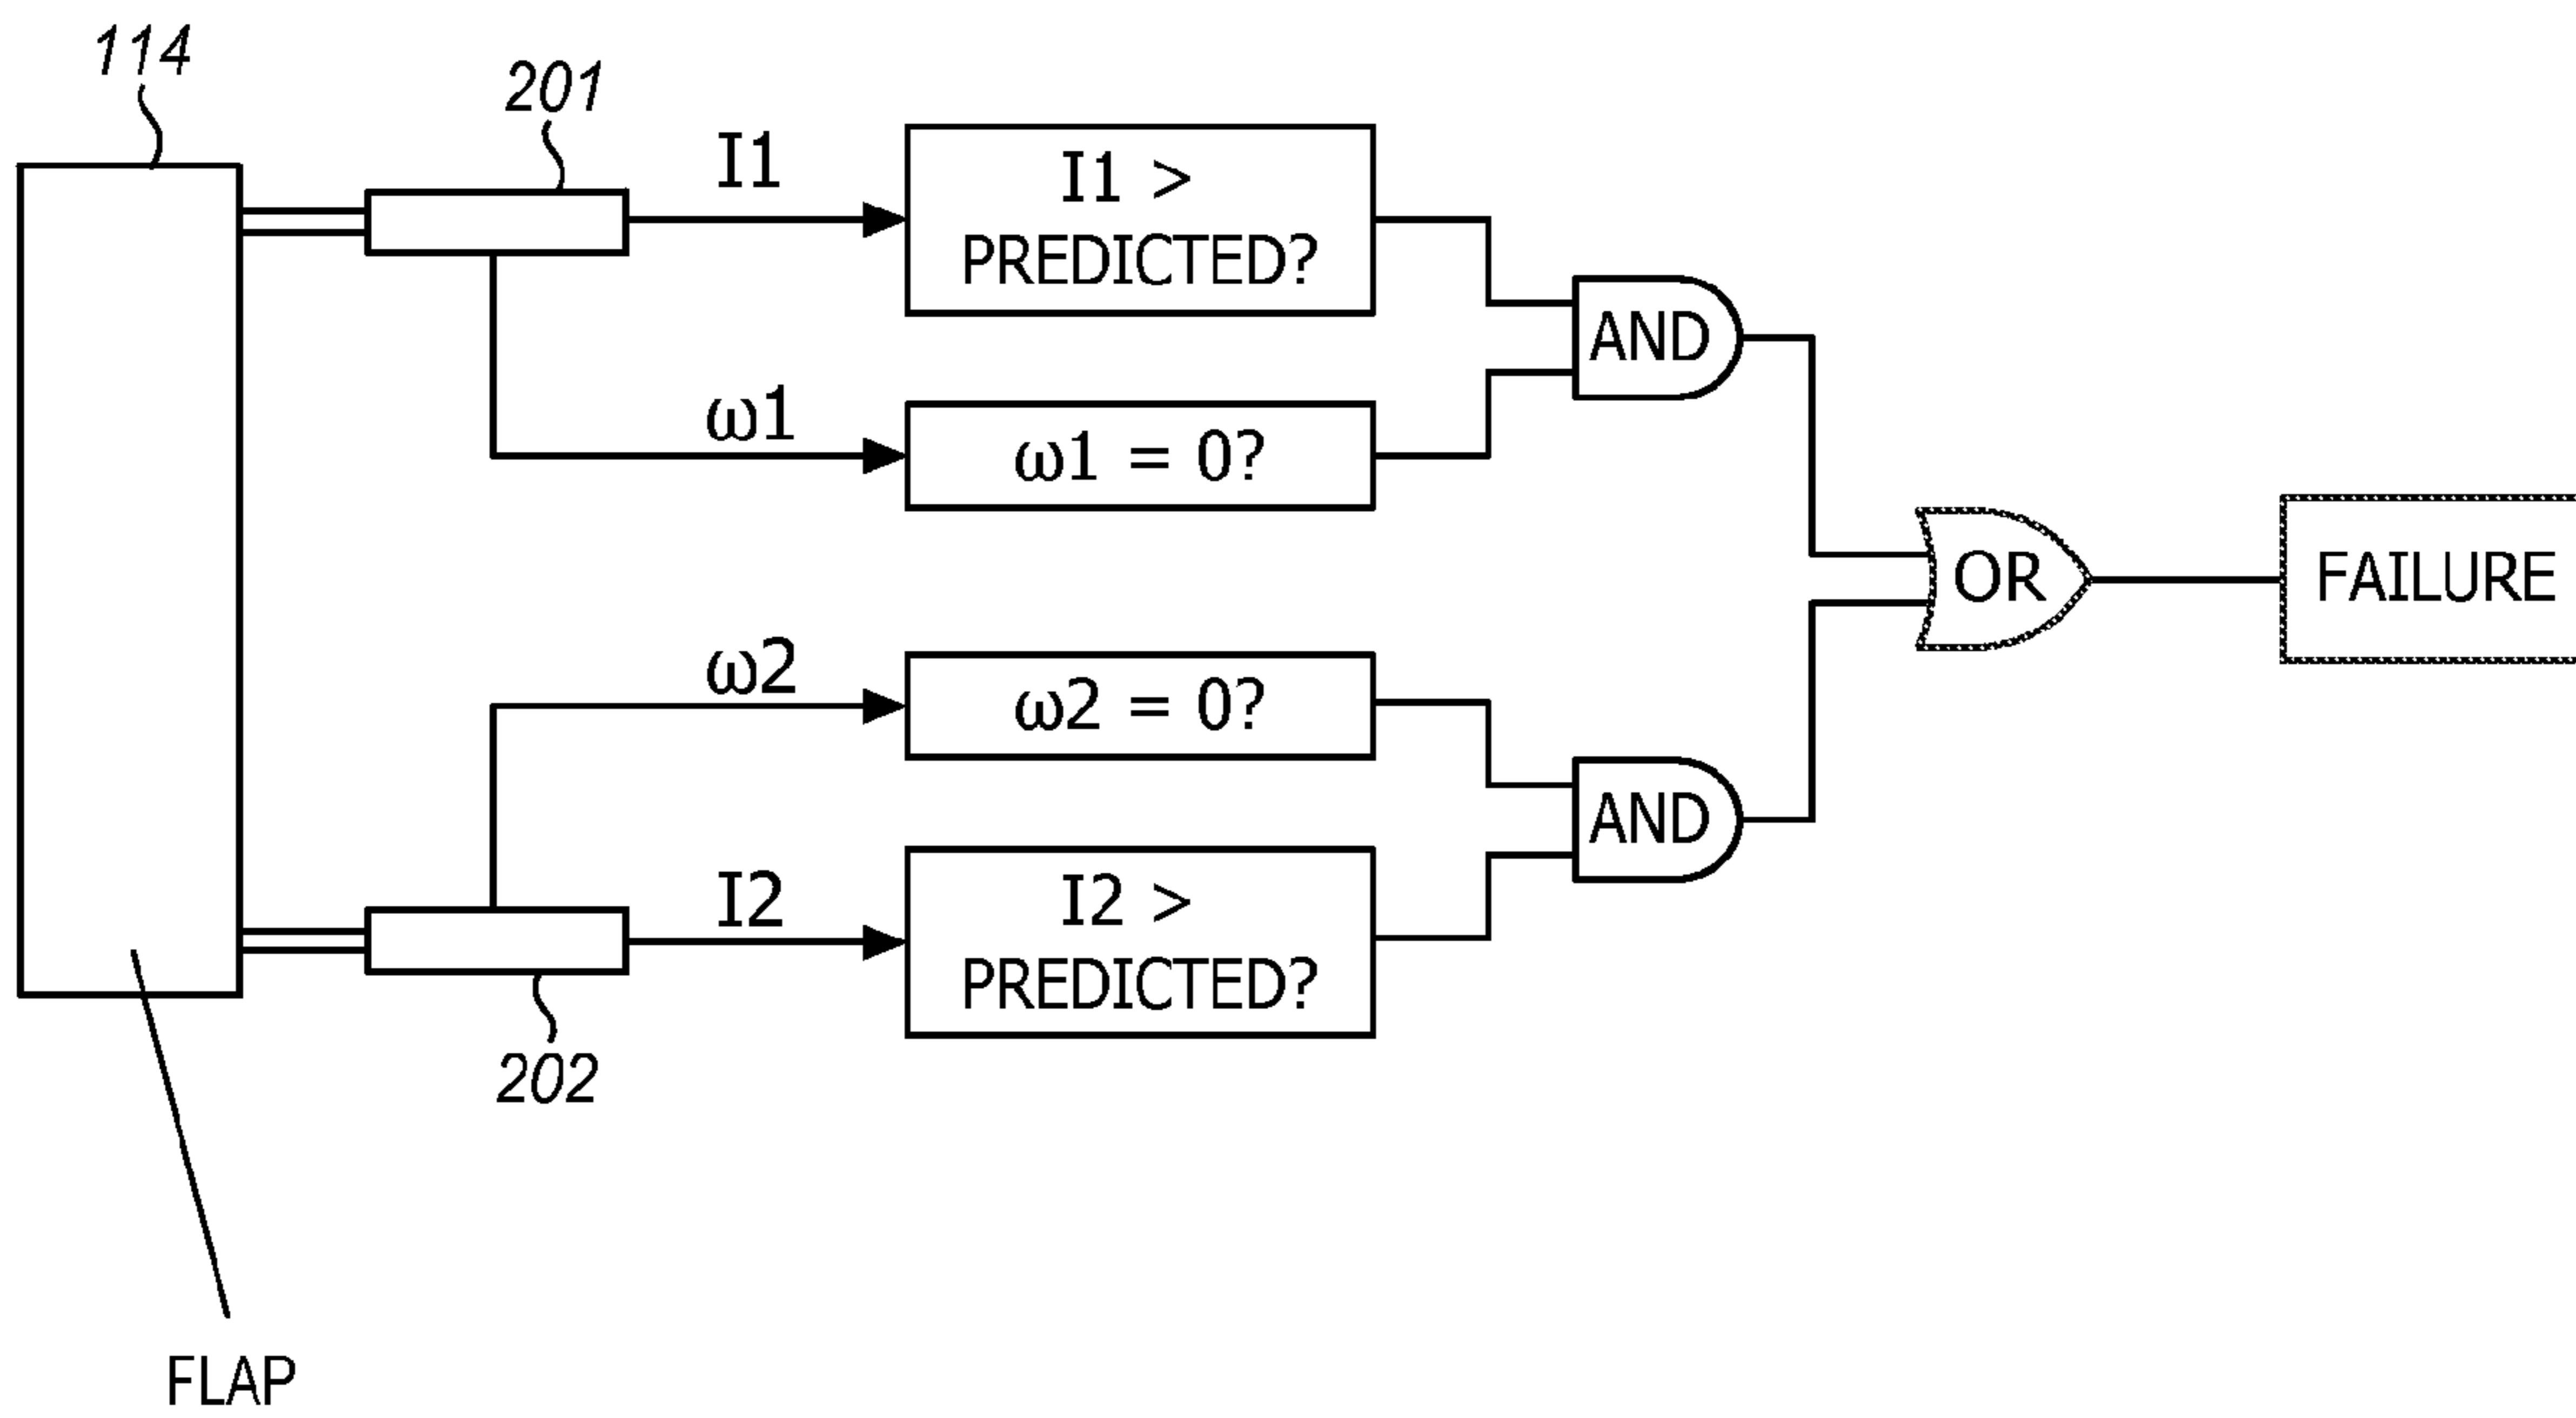 114
201
I1
I1 >
PREDICTED?
AND
ω1
ω1 = 0?
OR
FAILURE
ω2
ω2 = 0?
AND
I2
I2 >
PREDICTED?
202
FLAP